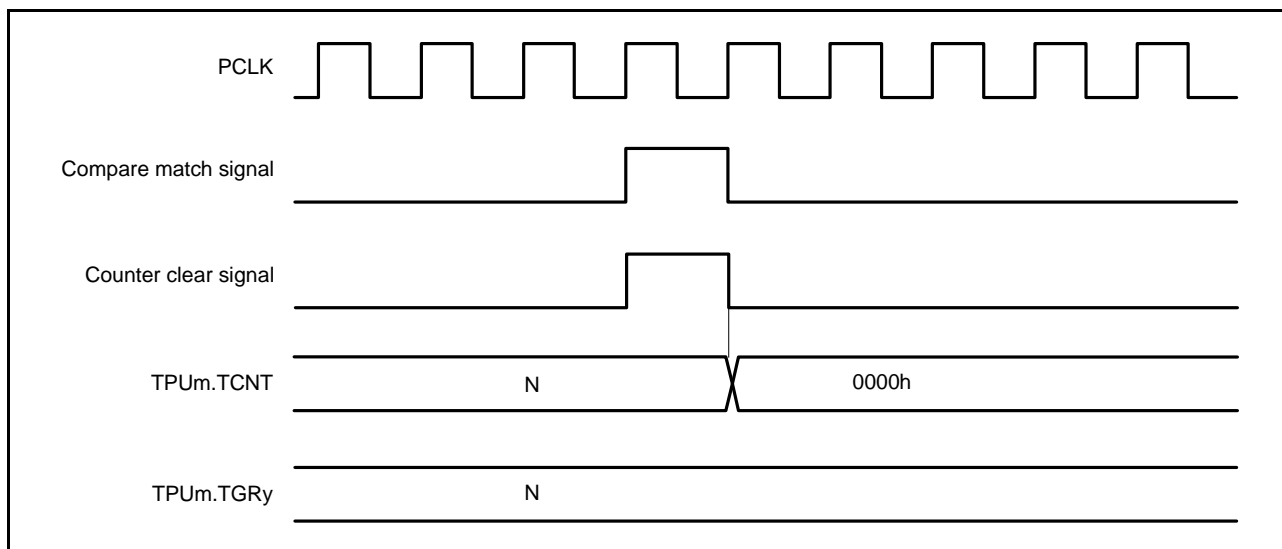 PCLK
Compare match signal
Counter clear signal
TPUm.TCNT N 0000h
TPUm.TGRy N